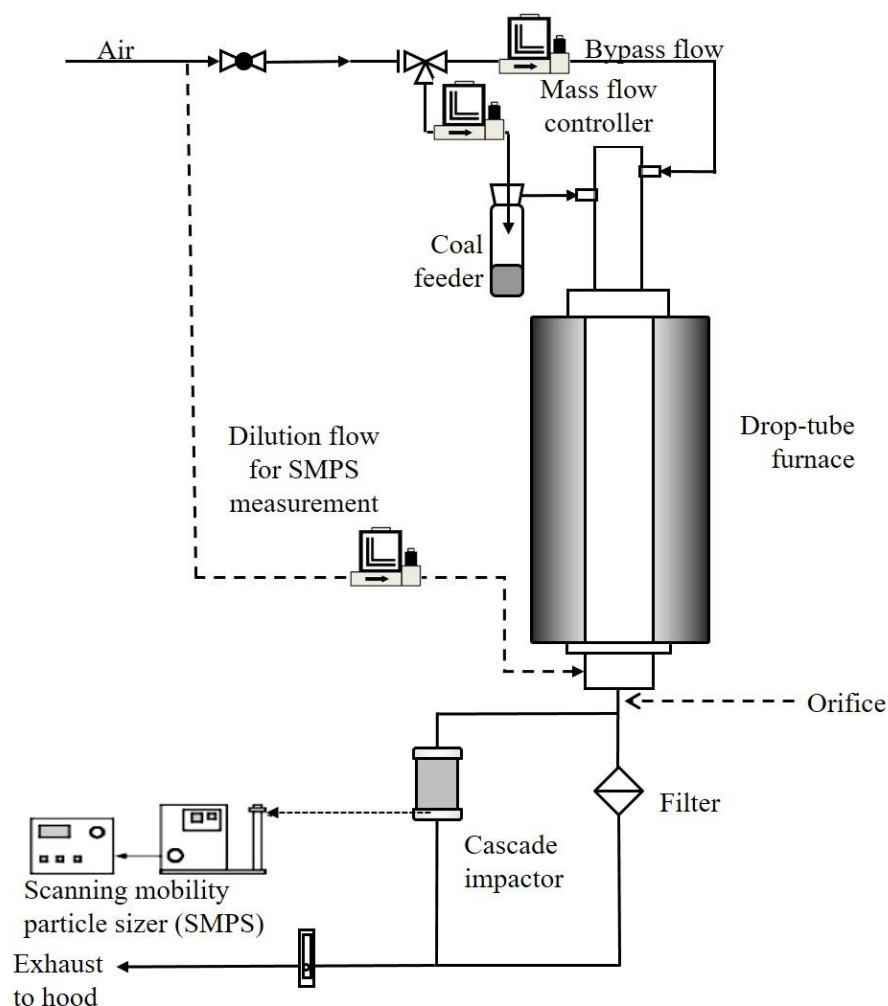 Air
Bypass flow
Mass flow
controller
Coal
feeder
Drop-tube
furnace
Dilution flow
for SMPS
measurement
Orifice
Filter
Cascade
impactor
Scanning mobility
particle sizer (SMPS)
Exhaust
to hood